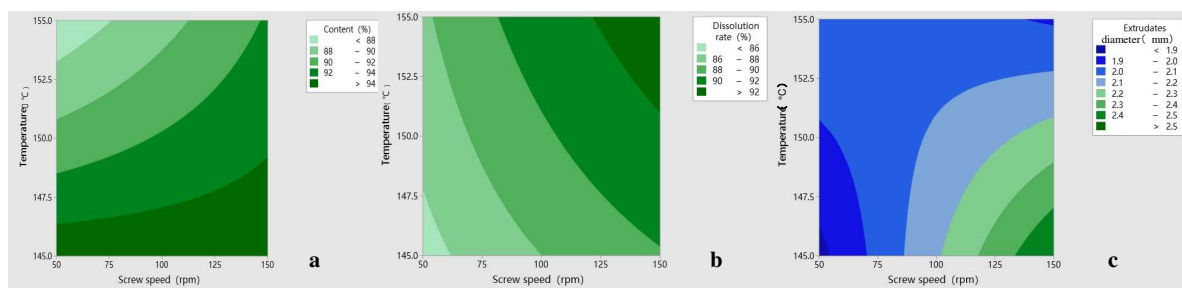 155.0
152.5
150.0
147.5
145.0
Temperature( °C)
50 75 100 125 150
Screw speed (rpm)
Content (%)
< 88
88 – 90
90 – 92
92 – 94
> 94
a
155.0
152.5
150.0
147.5
145.0
Temperature( °C)
50 75 100 125 150
Screw speed (rpm)
Dissolution
rate (%)
< 86
86 – 88
88 – 90
90 – 92
> 92
b
155.0
152.5
150.0
147.5
145.0
Temperature( °C)
50 75 100 125 150
Screw speed (rpm)
Extrudates
diameter( mm)
< 1.9
1.9 – 2.0
2.0 – 2.1
2.1 – 2.2
2.2 – 2.3
2.3 – 2.4
2.4 – 2.5
> 2.5
c